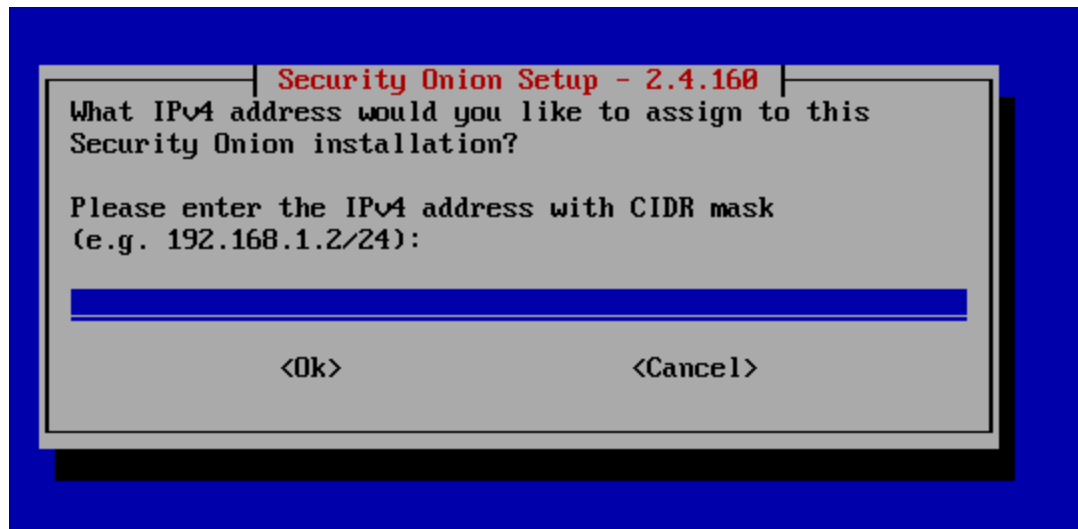 Security Onion Setup - 2.4.160
What IPv4 address would you like to assign to this
Security Onion installation?
Please enter the IPv4 address with CIDR mask
(e.g. 192.168.1.2/24):
<Ok> <Cancel>